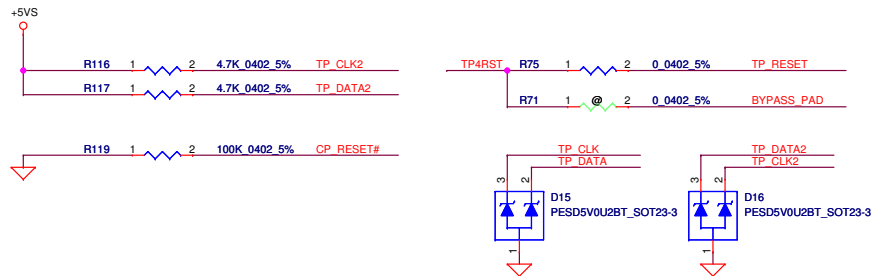 +5VS
R116 1 2 4.7K_0402_5% TP_CLK2
R117 1 2 4.7K_0402_5% TP_DATA2
R119 1 2 100K_0402_5% CP_RESET#
TP4RST R75 1 2 0_0402_5% TP_RESET
R71 1 @ 2 0_0402_5% BYPASS_PAD
TP_CLK
TP_DATA
3 2
D15
PESD5V0U2BT_SOT23-3
1
TP_DATA2
TP_CLK2
3 2
D16
PESD5V0U2BT_SOT23-3
1